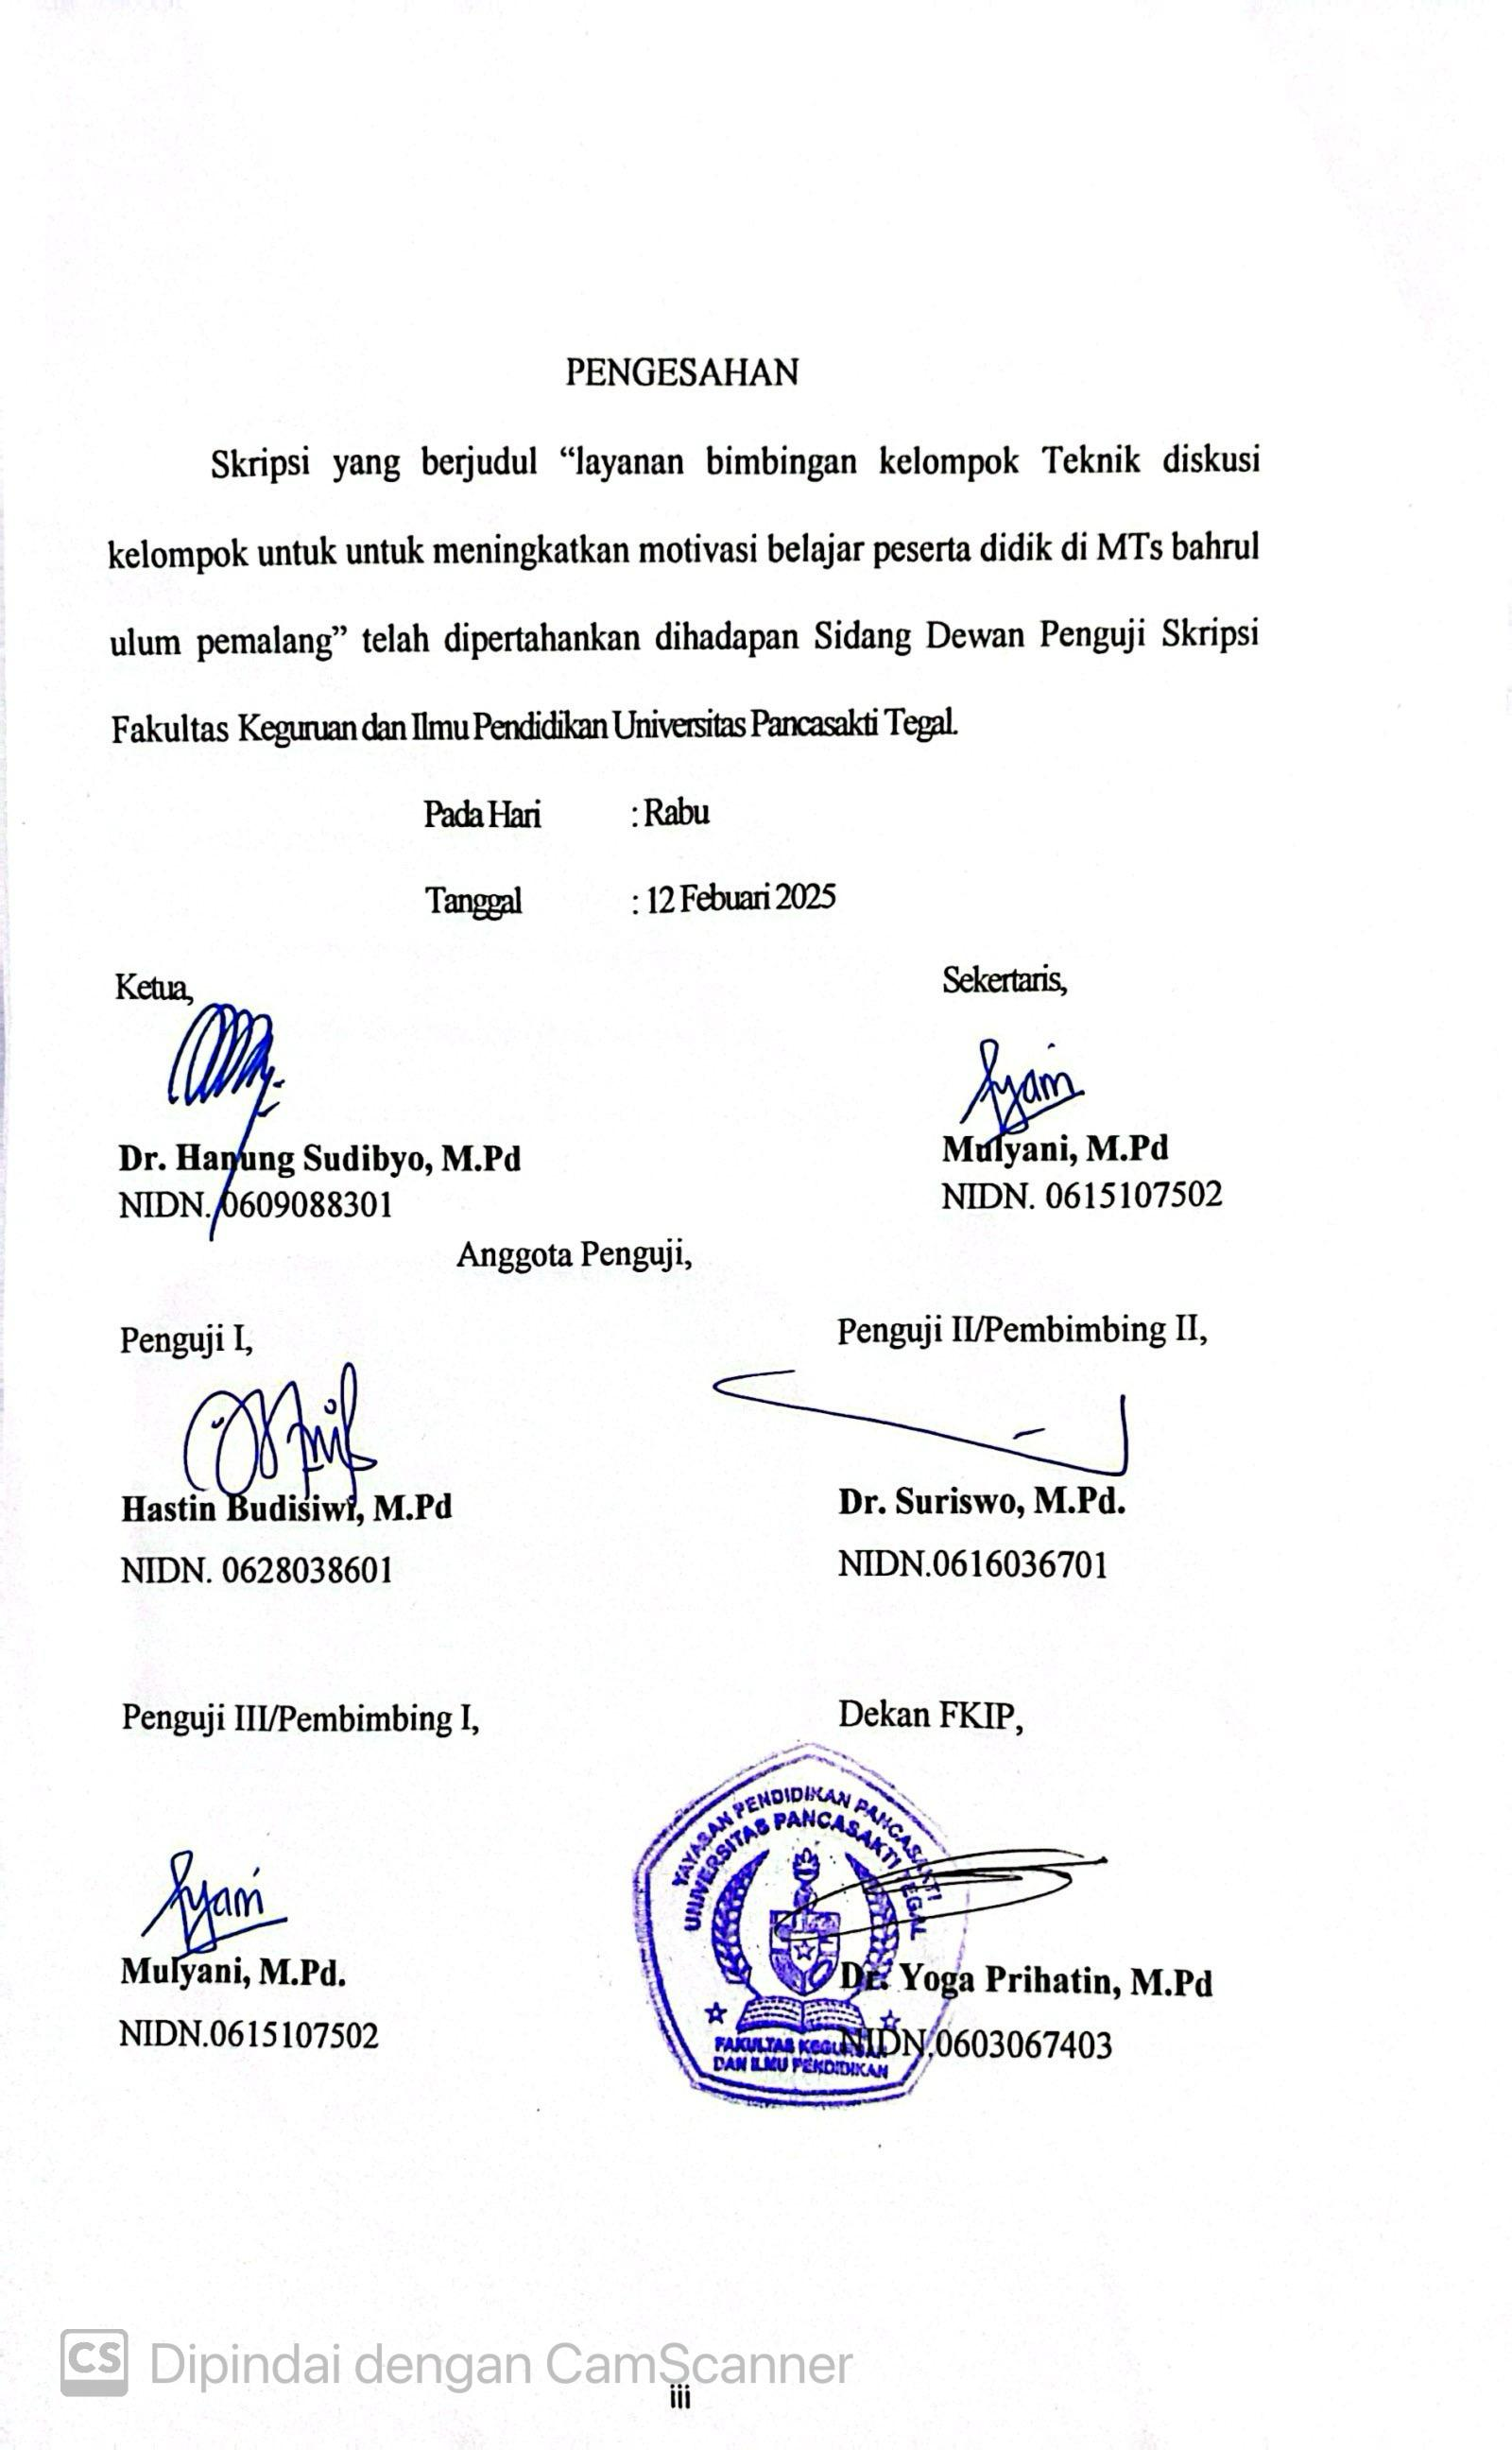 PENGESAHAN
Skripsi yang berjudul “layanan bimbingan kelompok Teknik diskusi
kelompok untuk untuk meningkatkan motivasi belajar peserta didik di MTs bahrul
ulum pemalang” telah dipertahankan dihadapan Sidang Dewan Penguji Skripsi
Fakultas Keguruan dan Ilmu Pendidikan Universitas Pancasakti Tegal.
Pada Hari : Rabu
Tanggal : 12 Febuari 2025
Ketua,
Sekertaris,
Dr. Hanung Sudibyo, M.Pd
NIDN. 0609088301
Mulyani, M.Pd
NIDN. 0615107502
Anggota Penguji,
Penguji I,
Penguji II/Pembimbing II,
Hastin Budisiwi, M.Pd
NIDN. 0628038601
Dr. Suriswo, M.Pd.
NIDN.0616036701
Penguji III/Pembimbing I,
Dekan FKIP,
Mulyani, M.Pd.
NIDN.0615107502
YAYASAN PENDIDIKAN PANCASAKTI
UNIVERSITAS PANCASAKTI TEGAL
FAKULTAS
DAN ILMU PENDIDIKAN
Dr. Yoga Prihatin, M.Pd
NIDN.0603067403
CS Dipindai dengan CamScanner
iii